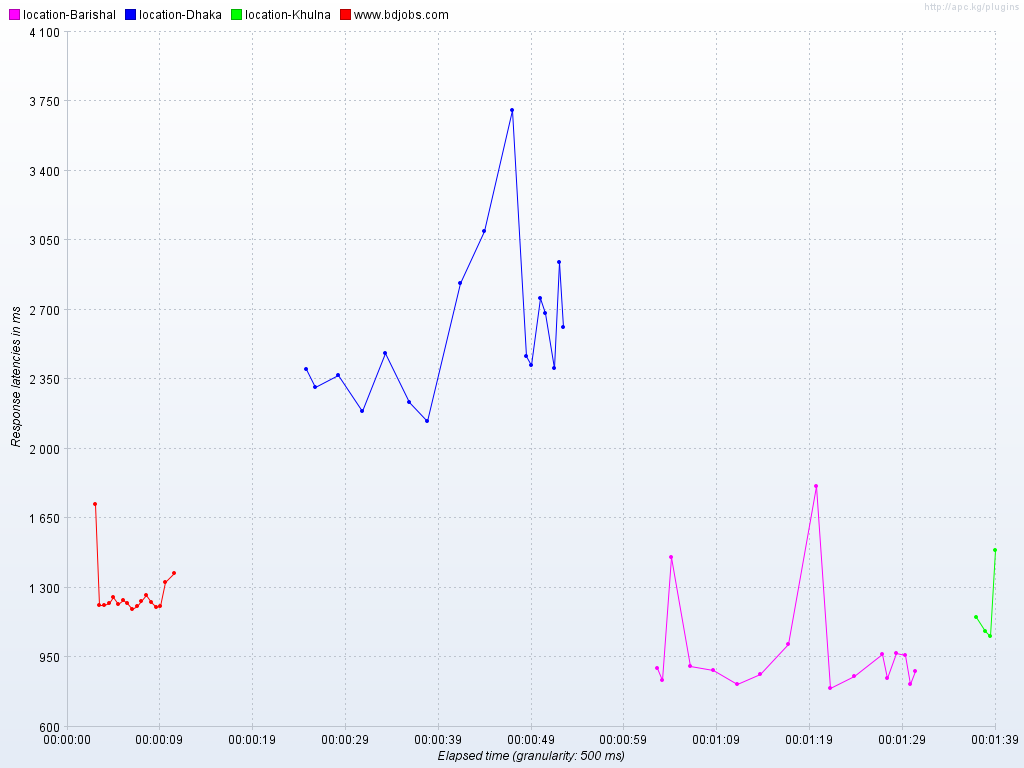 http://apc.kg/plugins
location-Barishal location-Dhaka location-Khulna www.bdjobs.com
4 100
3 750
3 400
3 050
2 700
2 350
2 000
1 650
1 300
950
600
Response latencies in ms
00:00:00 00:00:09 00:00:19 00:00:29 00:00:39 00:00:49 00:00:59 00:01:09 00:01:19 00:01:29 00:01:39
Elapsed time (granularity: 500 ms)